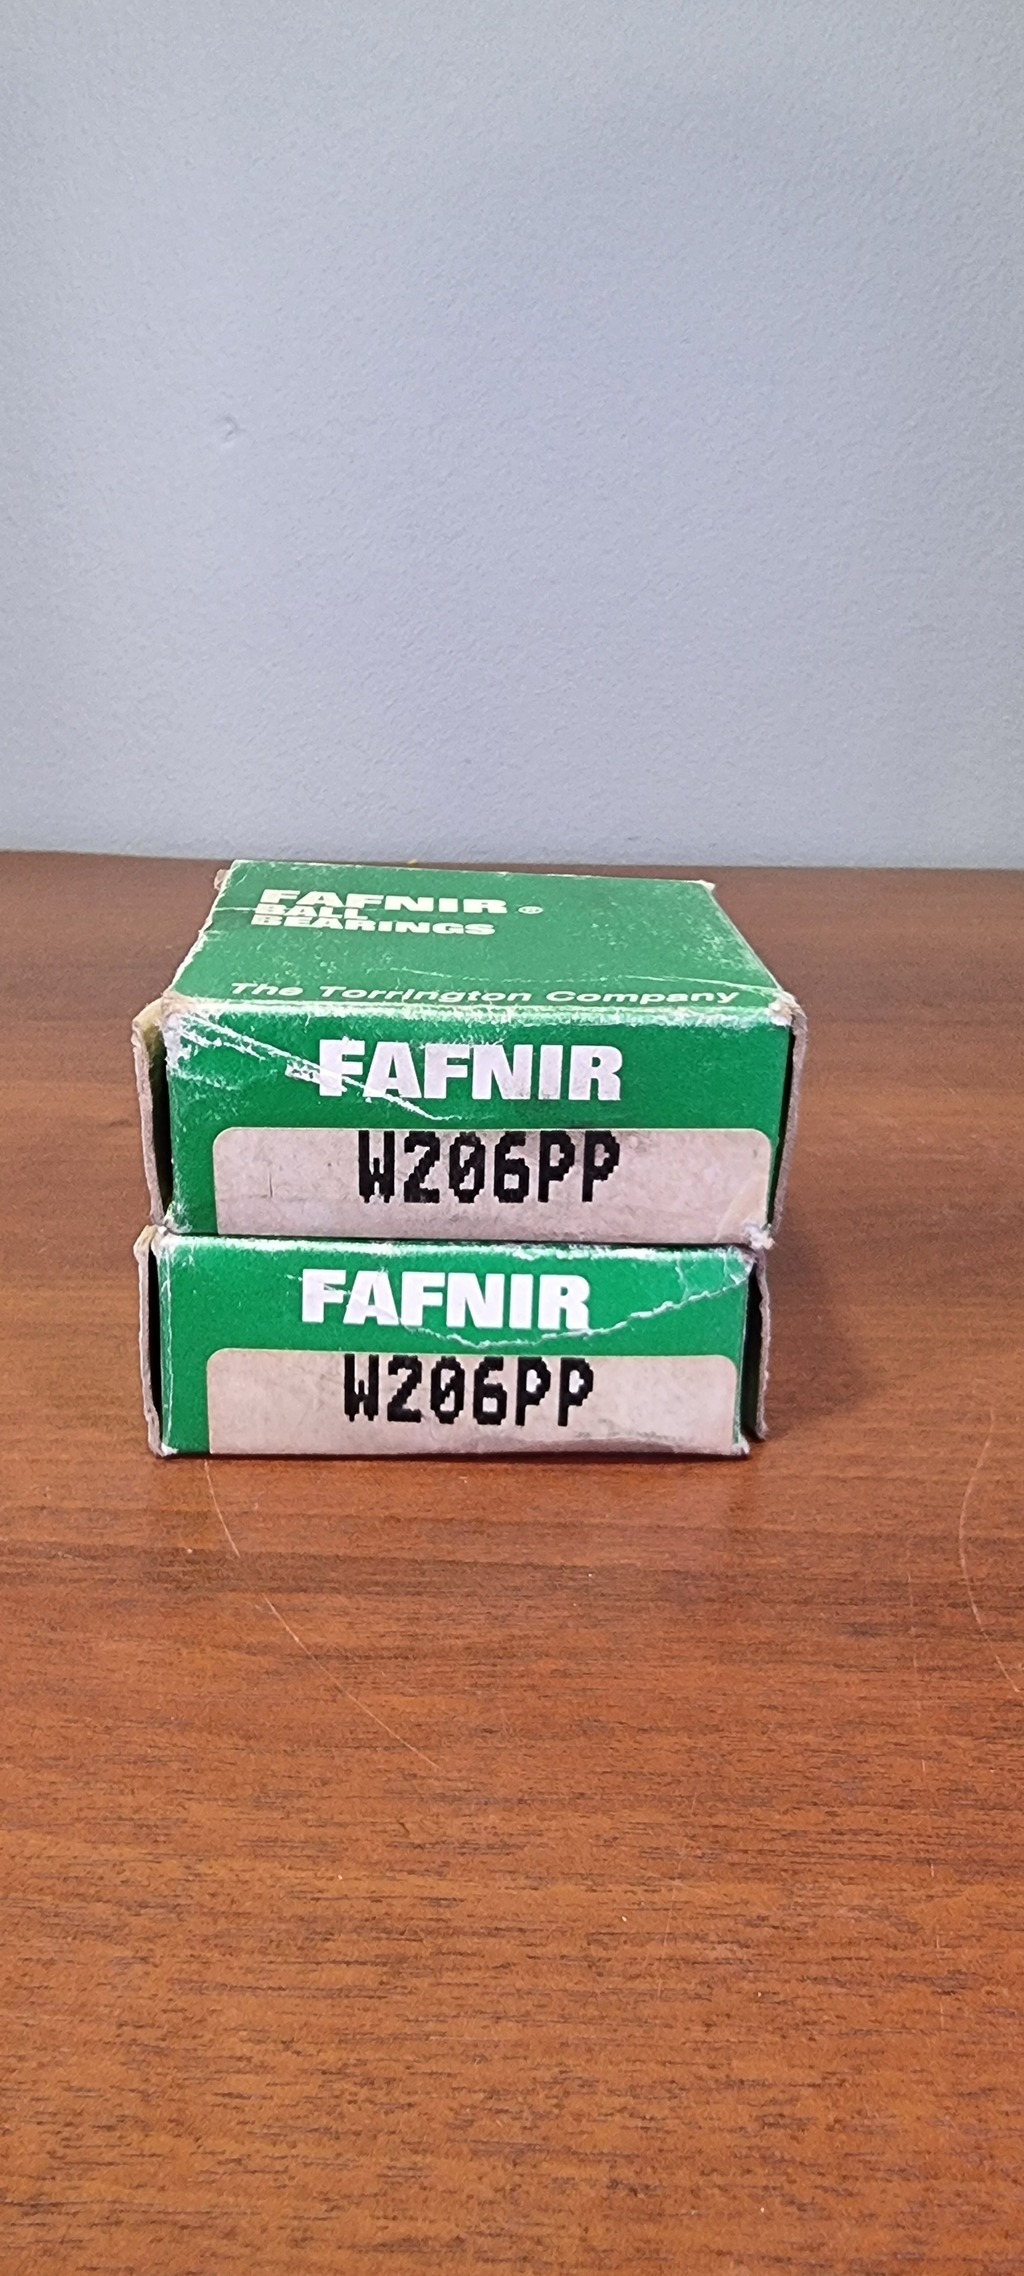 FAFNIR ®
BALL
BEARINGS
The Torrington Company
FAFNIR
W206PP
FAFNIR
W206PP